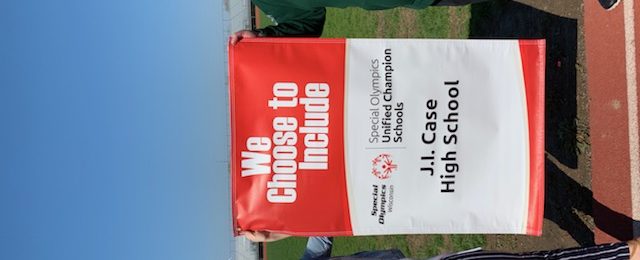 We
Choose to
Include
Special Olympics
Wisconsin
Special Olympics
Unified Champion
Schools
J.I. Case
High School